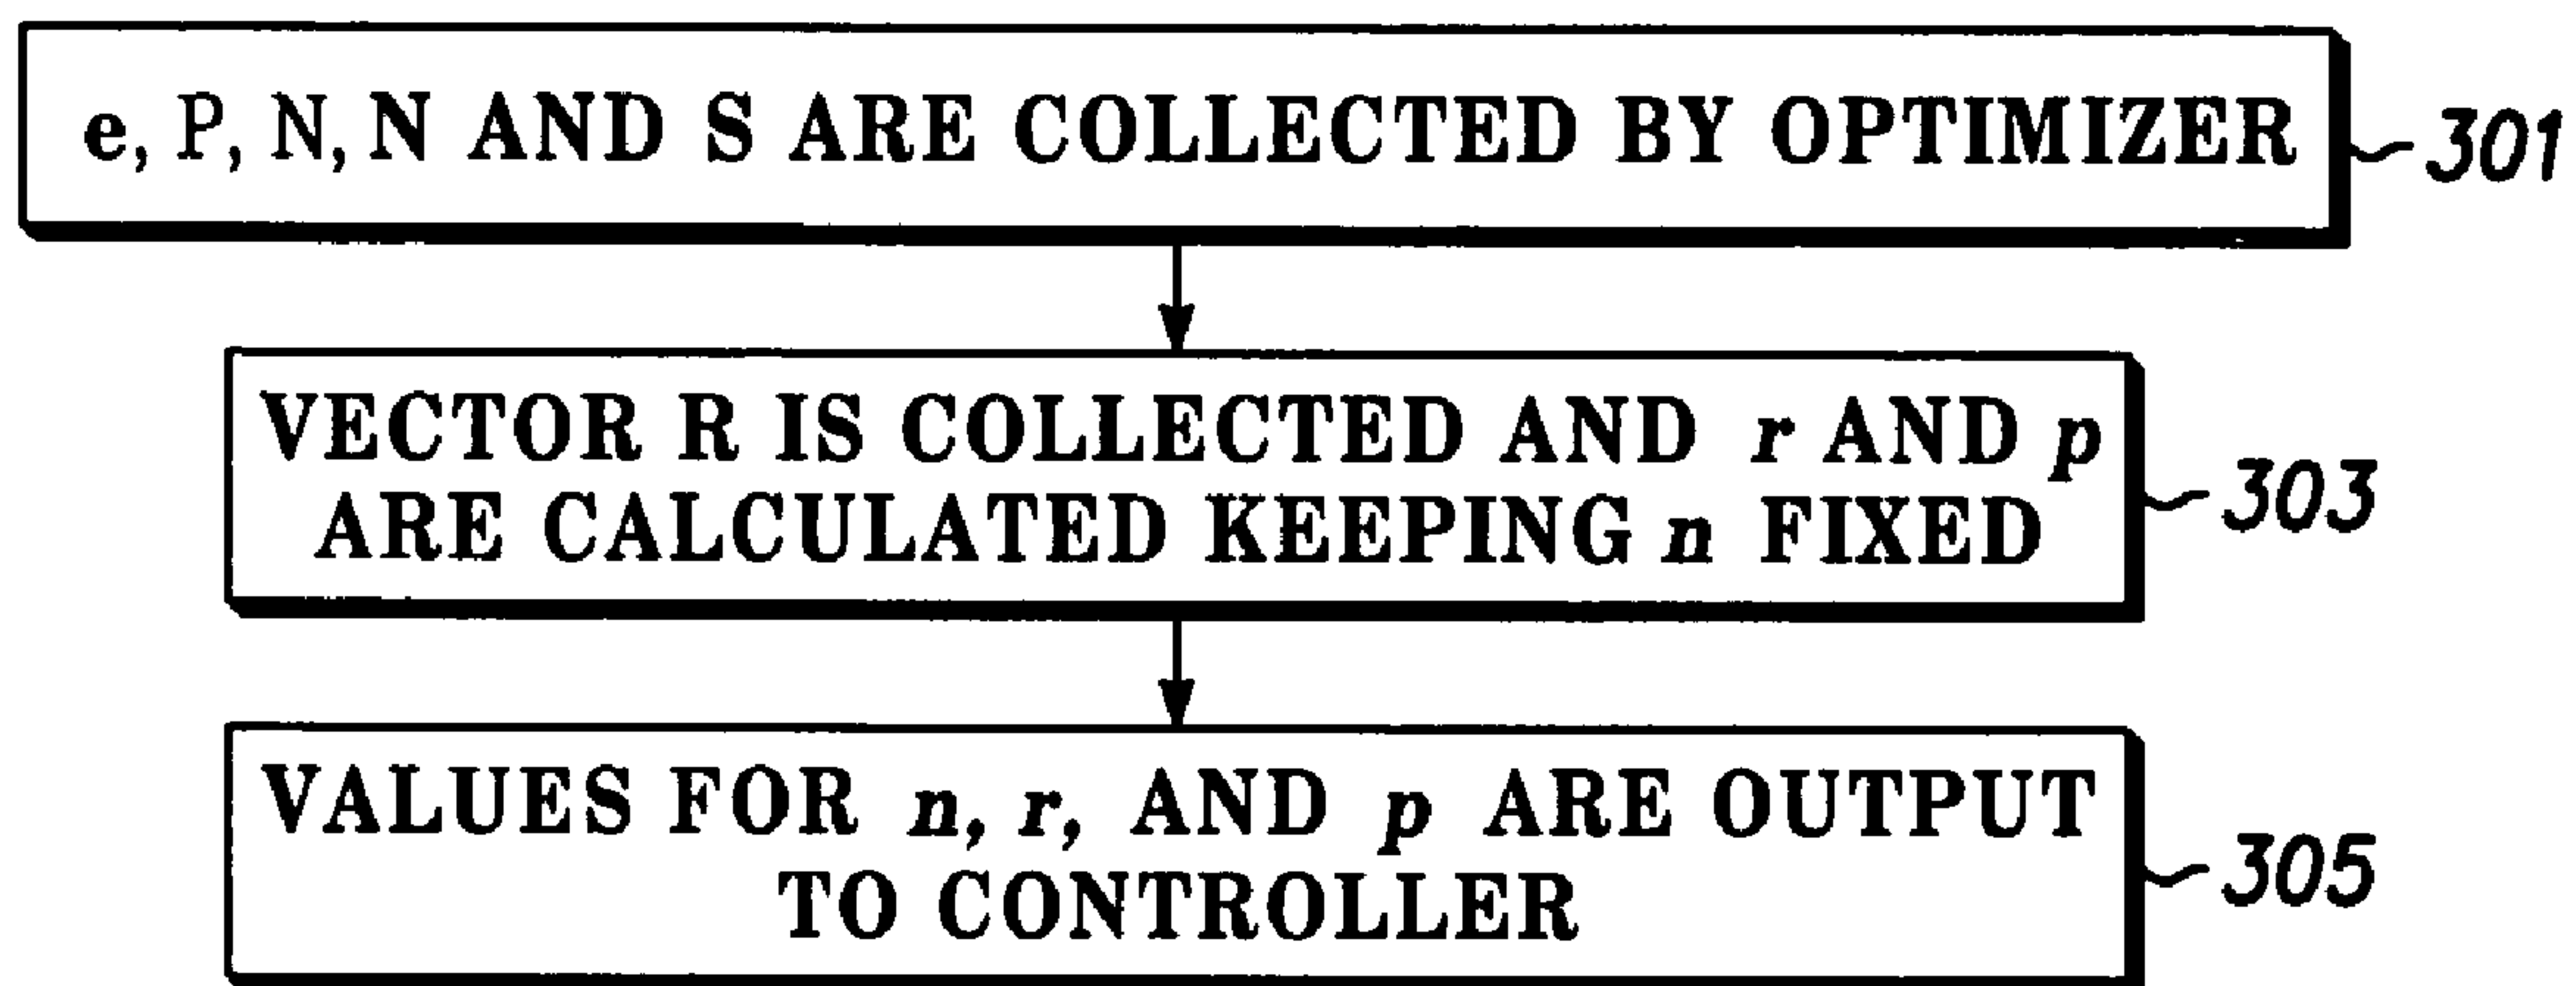 e, P, N, N AND S ARE COLLECTED BY OPTIMIZER
301
VECTOR R IS COLLECTED AND r AND p
ARE CALCULATED KEEPING n FIXED
303
VALUES FOR n, r, AND p ARE OUTPUT
TO CONTROLLER
305